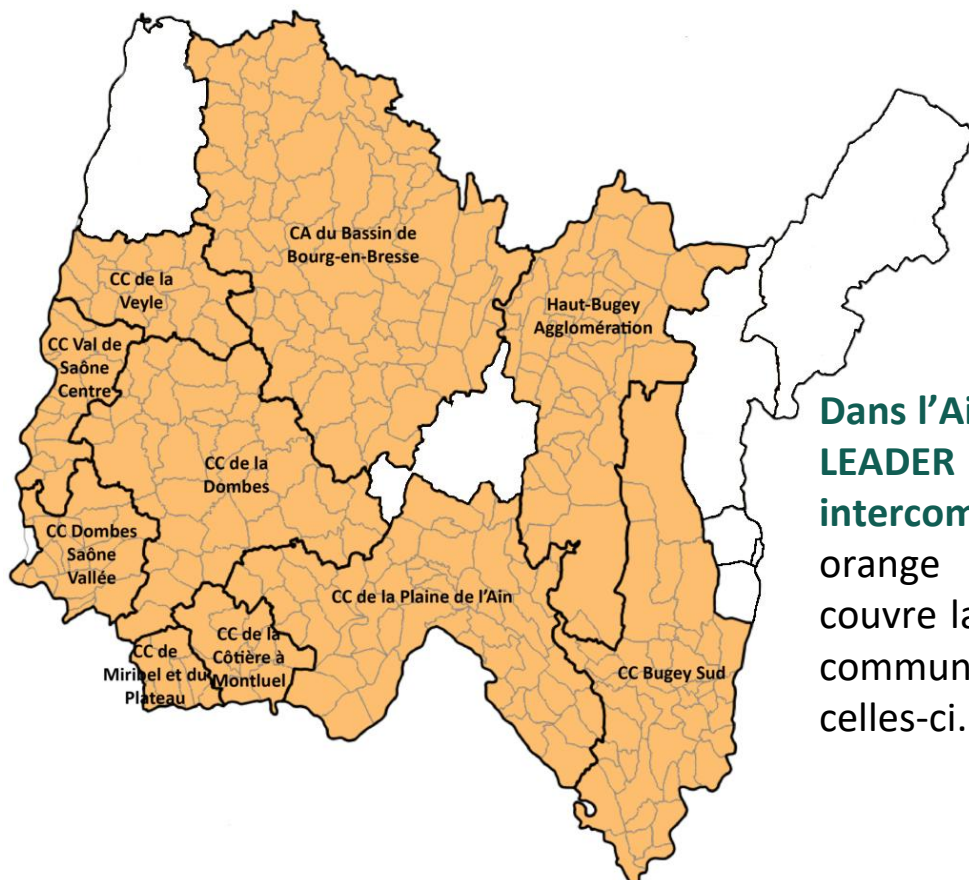 CA du Bassin de
Bourg-en-Bresse
CC de la
Veyle
Haut-Bugey
Agglomération
CC Val de
Saône
Centre
CC de la
Dombes
CC Dombes
Saône
Vallée
CC de la Plaine de l'Ain
CC de la
Côtière à
Montluel
CC de
Miribel et du
Plateau
CC Bugey Sud
Dans l'Ai
LEADER
intercom
orange
couvre la
commun
celles-ci.